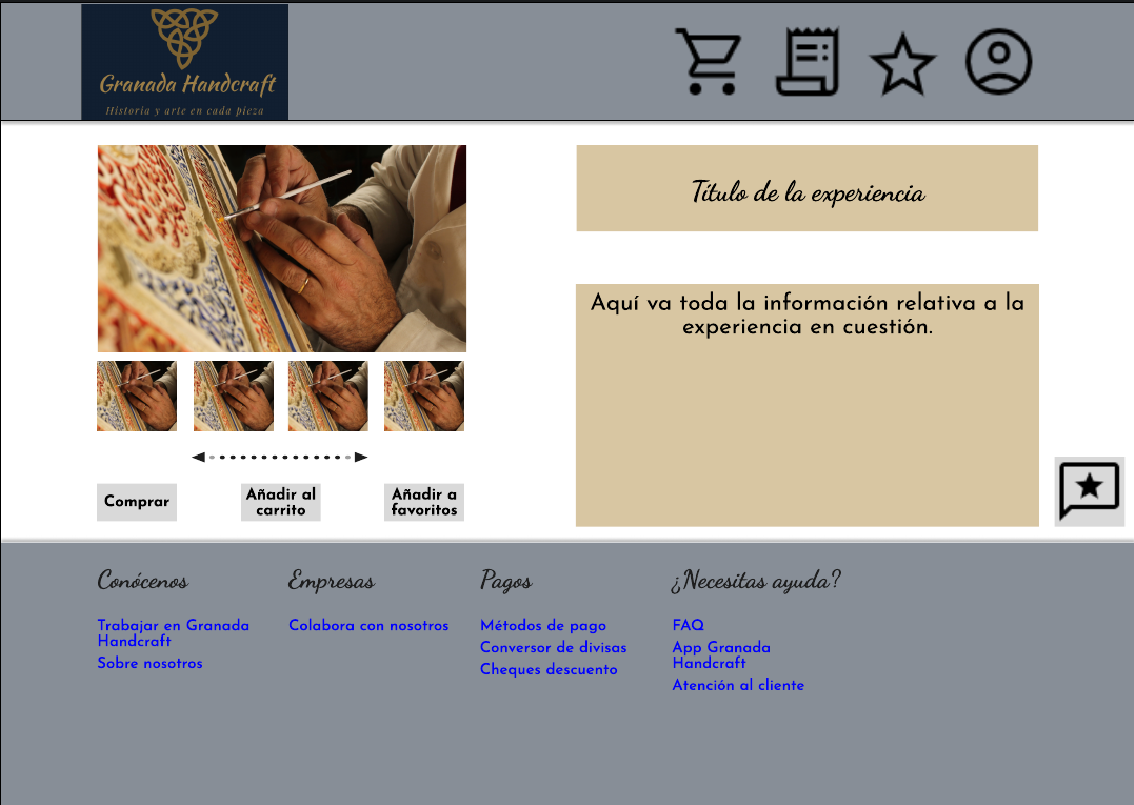 Granada Handcraft
Historia y arte en cada pieza
Título de la experiencia
Aquí va toda la información relativa a la
experiencia en cuestión.
Comprar
Añadir al
carrito
Añadir a
favoritos
Conócenos
Trabajar en Granada
Handcraft
Sobre nosotros
Empresas
Colabora con nosotros
Pagos
Métodos de pago
Conversor de divisas
Cheques descuento
¿Necesitas ayuda?
FAQ
App Granada
Handcraft
Atención al cliente